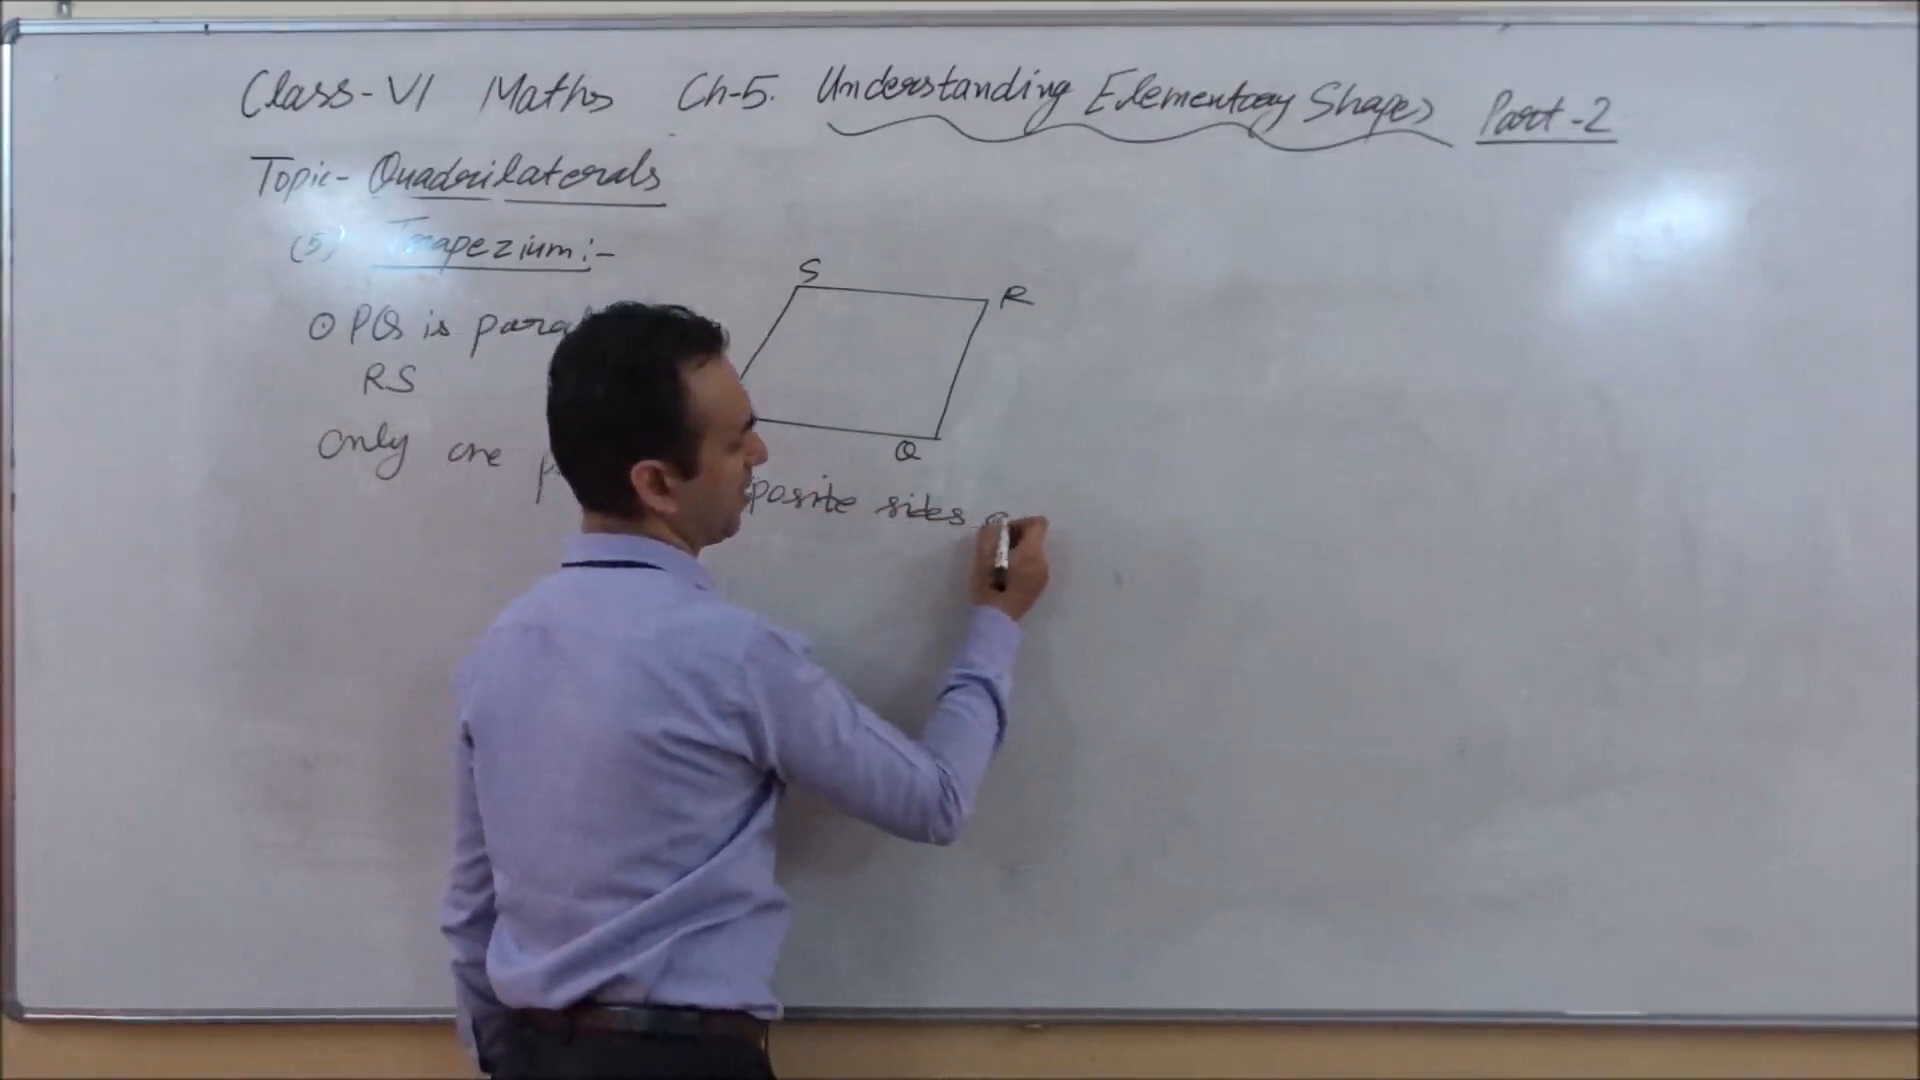 Class-VI Maths Ch-5. Understanding Elementary Shapes Part-2
Topic- Quadrilaterals
(5) Trapezium:-
S
R
⊙ PQ is
RS
Q
Only one
sides